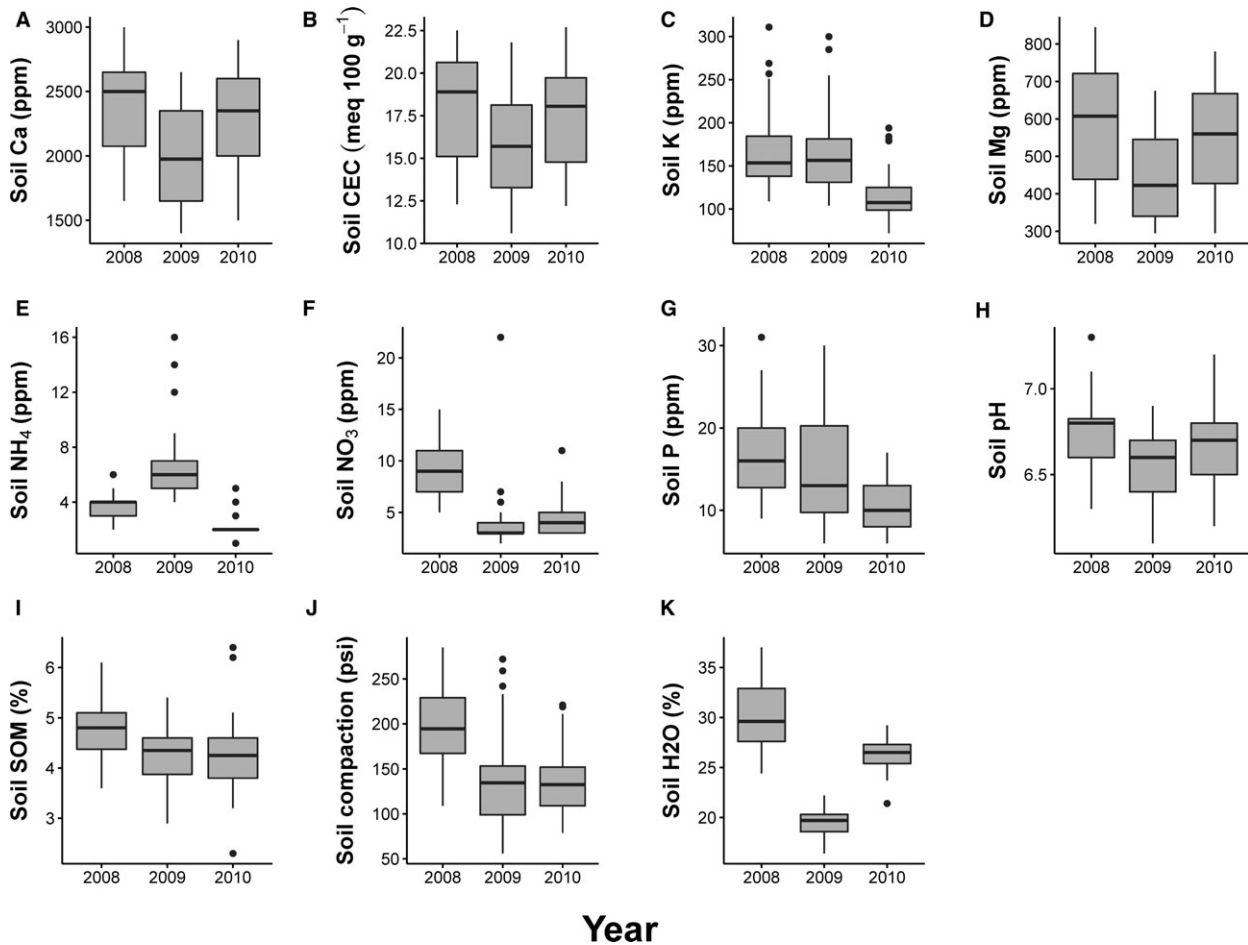 A
Soil Ca (ppm)
3000
2500
2000
1500
2008 2009 2010
B
Soil CEC (meq 100 g⁻¹)
22.5
20.0
17.5
15.0
12.5
10.0
2008 2009 2010
C
Soil K (ppm)
300
250
200
150
100
2008 2009 2010
D
Soil Mg (ppm)
800
700
600
500
400
300
2008 2009 2010
E
Soil NH₄ (ppm)
16
12
8
4
2008 2009 2010
F
Soil NO₃ (ppm)
20
15
10
5
2008 2009 2010
G
Soil P (ppm)
30
20
10
2008 2009 2010
H
Soil pH
7.0
6.5
2008 2009 2010
I
Soil SOM (%)
6
5
4
3
2008 2009 2010
J
Soil compaction (psi)
250
200
150
100
50
2008 2009 2010
K
Soil H2O (%)
35
30
25
20
2008 2009 2010
Year